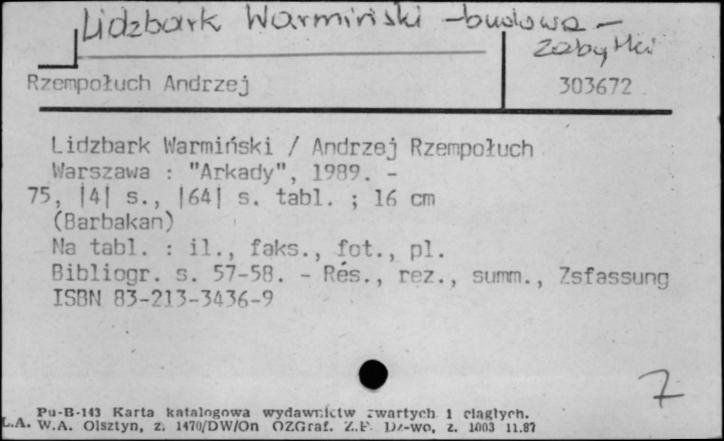 Lidzbark Warmiński - budowa -
zabytki
Rzempołuch Andrzej
303672
Lidzbark Warmiński / Andrzej Rzempołuch
Warszawa : "Arkady", 1989. -
75, |4| s., |64| s. tabl. ; 16 cm
(Barbakan)
Na tabl. : il., faks., fot., pl.
Bibliogr. s. 57-58. - Rés., rez., summ., Zsfassung
ISBN 83-213-3436-9
7
Pu-B-143 Karta katalogowa wydawnictw zwartych i ciągłych.
L.A. W.A. Olsztyn, z. 1470/DW/On OZGraf. Z.P. Dz-wo, z. 1003 11.87